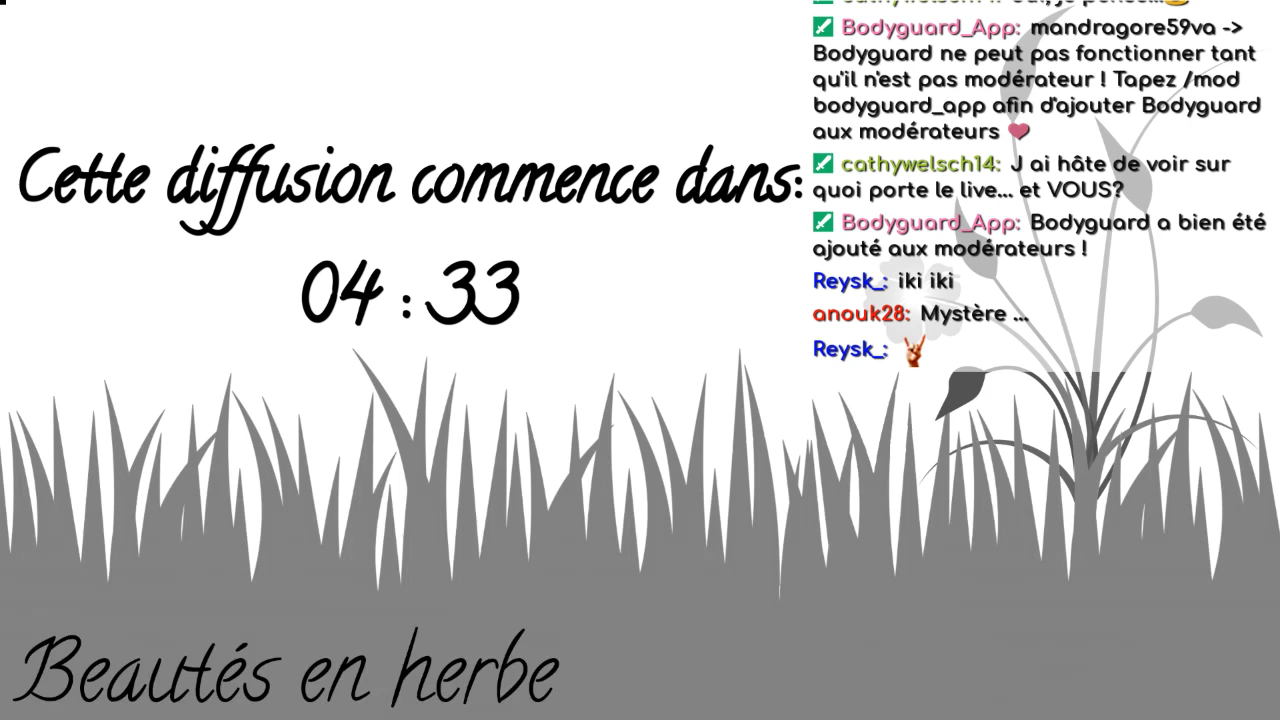 Cette diffusion commence dans:
04 : 33
Bodyguard_App: mandragore59va ->
Bodyguard ne peut pas fonctionner tant
qu'il n'est pas modérateur ! Tapez /mod
bodyguard_app afin d'ajouter Bodyguard
aux modérateurs
cathywelsch14: J ai hâte de voir sur
quoi porte le live... et VOUS?
Bodyguard_App: Bodyguard a bien été
ajouté aux modérateurs !
Reysk_: iki iki
anouk28: Mystère ...
Reysk_:
Beautés en herbe